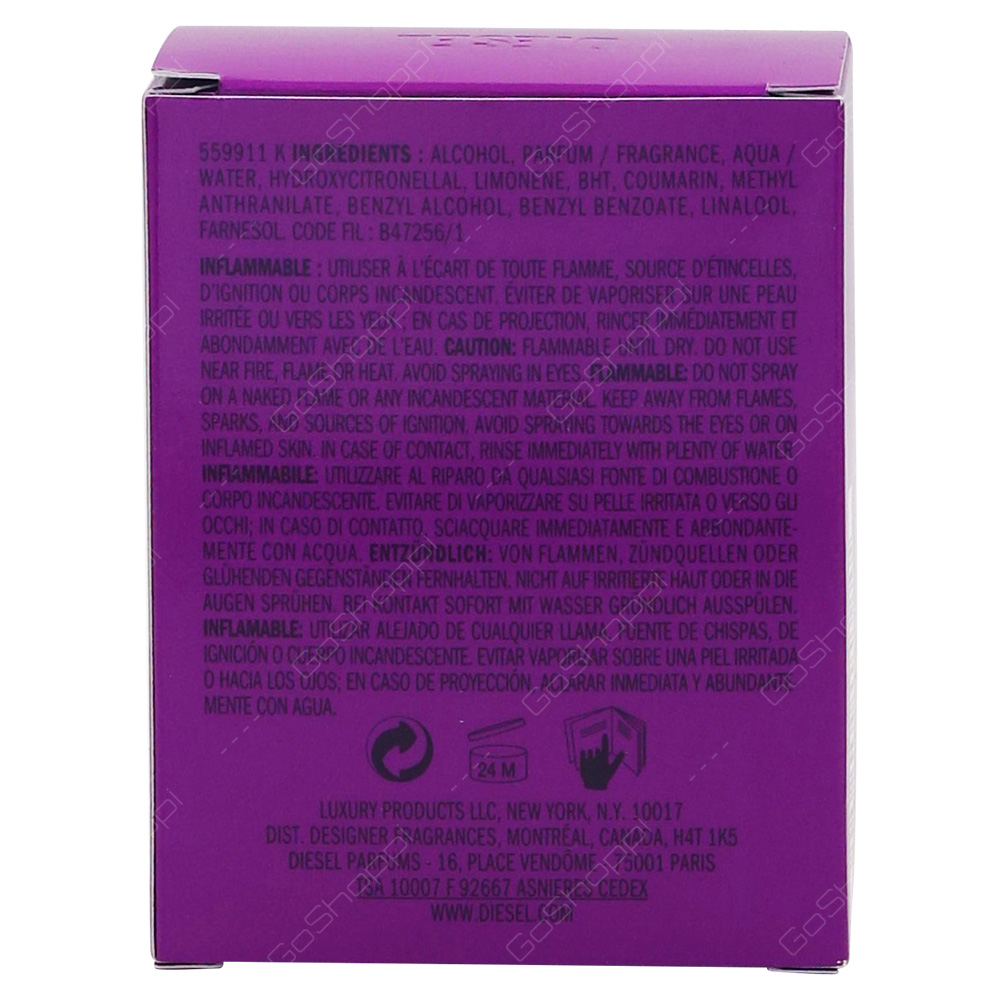 DIESEL
559911 K INGREDIENTS : ALCOHOL, PARFUM / FRAGRANCE, AQUA /
WATER, HYDROXYCITRONELLAL, LIMONENE, BHT, COUMARIN, METHYL
ANTHRANILATE, BENZYL ALCOHOL, BENZYL BENZOATE, LINALOOL,
FARNESOL. CODE FIL : B47256/1
INFLAMMABLE : UTILISER À L'ÉCART DE TOUTE FLAMME, SOURCE D'ÉTINCELLES,
D'IGNITION OU CORPS INCANDESCENT. ÉVITER DE VAPORISER SUR UNE PEAU
IRRITÉE OU VERS LES YEUX. EN CAS DE PROJECTION, RINCER IMMÉDIATEMENT ET
ABONDAMMENT AVEC DE L'EAU. CAUTION: FLAMMABLE UNTIL DRY. DO NOT USE
NEAR FIRE, FLAME OR HEAT. AVOID SPRAYING IN EYES. FLAMMABLE: DO NOT SPRAY
ON A NAKED FLAME OR ANY INCANDESCENT MATERIAL. KEEP AWAY FROM FLAMES,
SPARKS, AND SOURCES OF IGNITION. AVOID SPRAYING TOWARDS THE EYES OR ON
INFLAMED SKIN. IN CASE OF CONTACT, RINSE IMMEDIATELY WITH PLENTY OF WATER.
INFIAMMABILE: UTILIZZARE AL RIPARO DA QUALSIASI FONTE DI COMBUSTIONE O
CORPO INCANDESCENTE. EVITARE DI VAPORIZZARE SU PELLE IRRITATA O VERSO GLI
OCCHI; IN CASO DI CONTATTO, SCIACQUARE IMMEDIATAMENTE E ABBONDANTE-
MENTE CON ACQUA. ENTZÜNDLICH: VON FLAMMEN, ZÜNDQUELLEN ODER
GLÜHENDEN GEGENSTÄNDEN FERNHALTEN. NICHT AUF IRRITIERTE HAUT ODER IN DIE
AUGEN SPRÜHEN. BEI KONTAKT SOFORT MIT WASSER GRÜNDLICH AUSSPÜLEN.
INFLAMABLE: UTILIZAR ALEJADO DE CUALQUIER LLAMA, FUENTE DE CHISPAS, DE
IGNICIÓN O CUERPO INCANDESCENTE. EVITAR VAPORIZAR SOBRE UNA PIEL IRRITADA
O HACIA LOS OJOS; EN CASO DE PROYECCIÓN, ACLARAR INMEDIATA Y ABUNDANTE-
MENTE CON AGUA.
24 M
LUXURY PRODUCTS LLC, NEW YORK, N.Y. 10017
DIST. DESIGNER FRAGRANCES, MONTRÉAL, CANADA, H4T 1K5
DIESEL PARFUMS - 16, PLACE VENDÔME - 75001 PARIS
TSA 10007 F 92667 ASNIERES CEDEX
WWW.DIESEL.COM